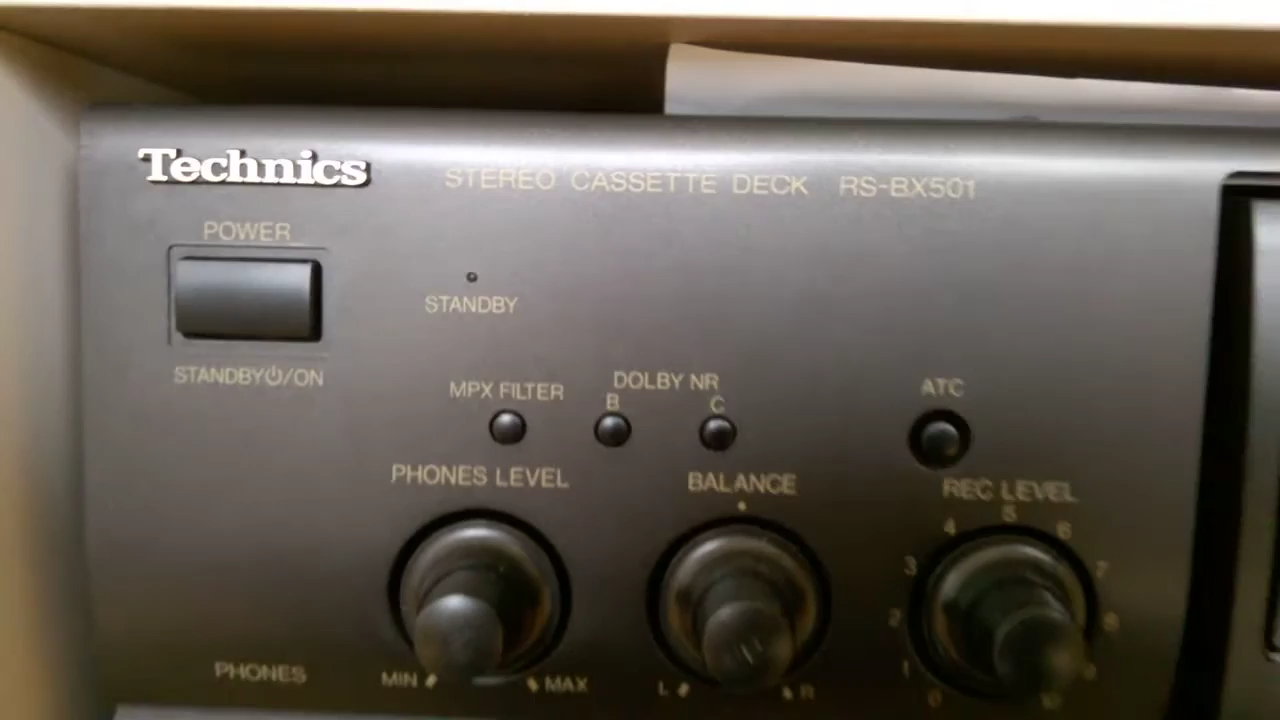 Technics
STEREO CASSETTE DECK RS-BX501
POWER
STANDBY
STANDBY⏻/ON
MPX FILTER
DOLBY NR
B C
ATC
PHONES LEVEL
BALANCE
REC LEVEL
0 1 2 3 4 5 6 7 8
PHONES
MIN MAX
L R